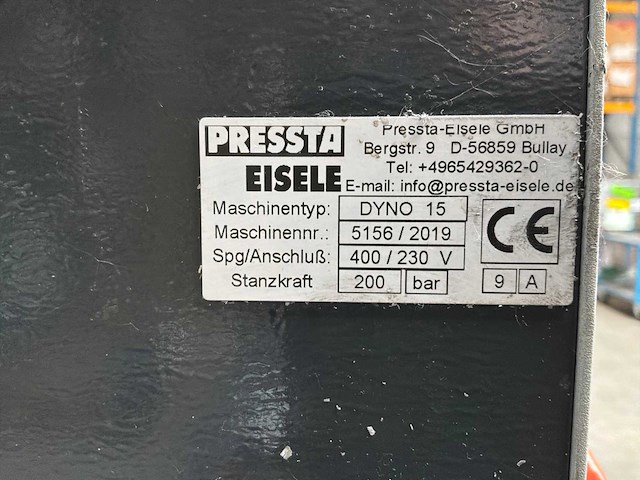 PRESSTA
EISELE
Pressta-Eisele GmbH
Bergstr. 9 D-56859 Bullay
Tel: +4965429362-0
E-mail: info@pressta-eisele.de
Maschinentyp: DYNO 15
Maschinennr.: 5156 / 2019
Spg/Anschluß: 400 / 230 V
Stanzkraft 200 bar
CE
9 A